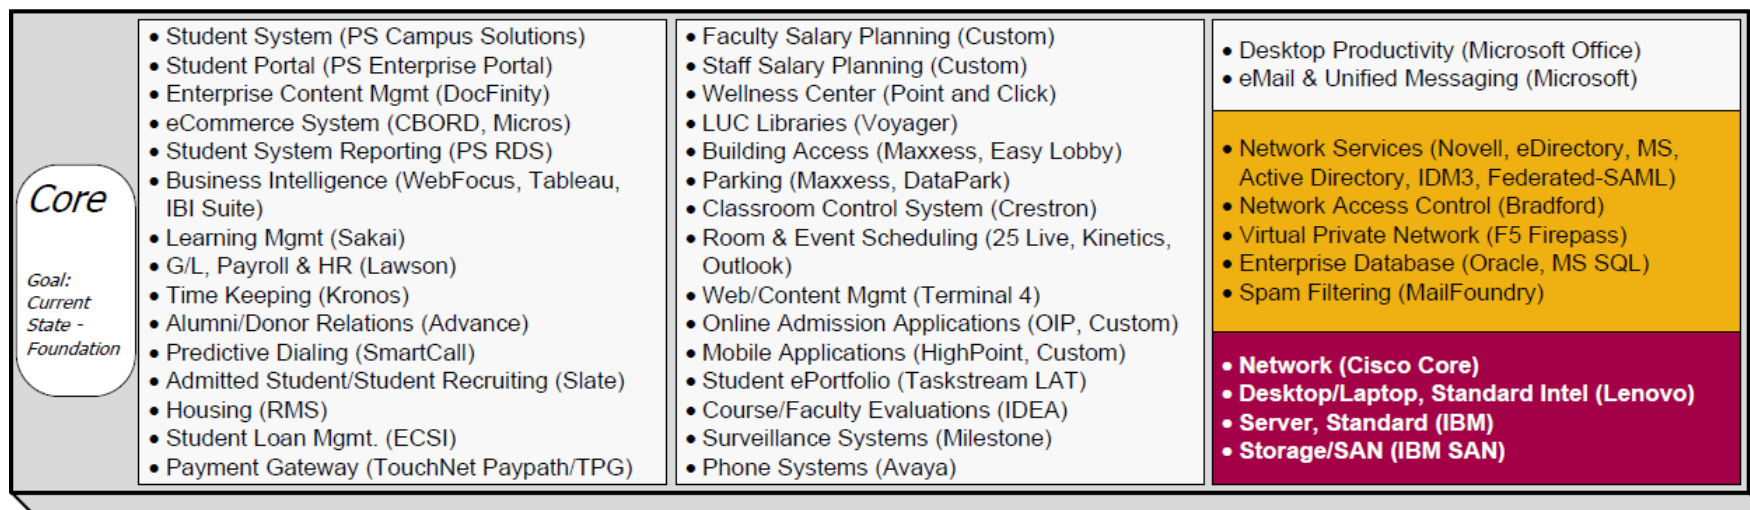 Core
Goal:
Current
State -
Foundation
• Student System (PS Campus Solutions)
• Student Portal (PS Enterprise Portal)
• Enterprise Content Mgmt (DocFinity)
• eCommerce System (CBORD, Micros)
• Student System Reporting (PS RDS)
• Business Intelligence (WebFocus, Tableau,
IBI Suite)
• Learning Mgmt (Sakai)
• G/L, Payroll & HR (Lawson)
• Time Keeping (Kronos)
• Alumni/Donor Relations (Advance)
• Predictive Dialing (SmartCall)
• Admitted Student/Student Recruiting (Slate)
• Housing (RMS)
• Student Loan Mgmt. (ECSI)
• Payment Gateway (TouchNet Paypath/TPG)
• Faculty Salary Planning (Custom)
• Staff Salary Planning (Custom)
• Wellness Center (Point and Click)
• LUC Libraries (Voyager)
• Building Access (Maxxess, Easy Lobby)
• Parking (Maxxess, DataPark)
• Classroom Control System (Crestron)
• Room & Event Scheduling (25 Live, Kinetics,
Outlook)
• Web/Content Mgmt (Terminal 4)
• Online Admission Applications (OIP, Custom)
• Mobile Applications (HighPoint, Custom)
• Student ePortfolio (Taskstream LAT)
• Course/Faculty Evaluations (IDEA)
• Surveillance Systems (Milestone)
• Phone Systems (Avaya)
• Desktop Productivity (Microsoft Office)
• eMail & Unified Messaging (Microsoft)
• Network Services (Novell, eDirectory, MS,
Active Directory, IDM3, Federated-SAML)
• Network Access Control (Bradford)
• Virtual Private Network (F5 Firepass)
• Enterprise Database (Oracle, MS SQL)
• Spam Filtering (MailFoundry)
• Network (Cisco Core)
• Desktop/Laptop, Standard Intel (Lenovo)
• Server, Standard (IBM)
• Storage/SAN (IBM SAN)